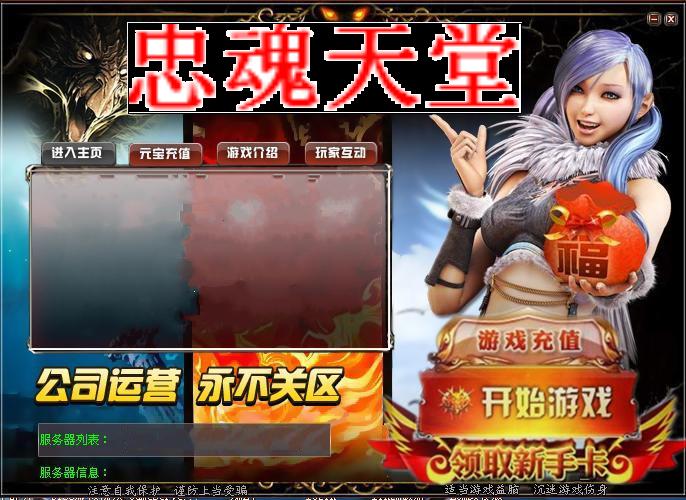 忠魂天堂
进入主页 元宝充值 游戏介绍 玩家互动
福
游戏充值
公司运营 永不关区
开始游戏
服务器列表：
领取新手卡
服务器信息：
注意自我保护 谨防上当受骗 适当游戏益脑 沉迷游戏伤身